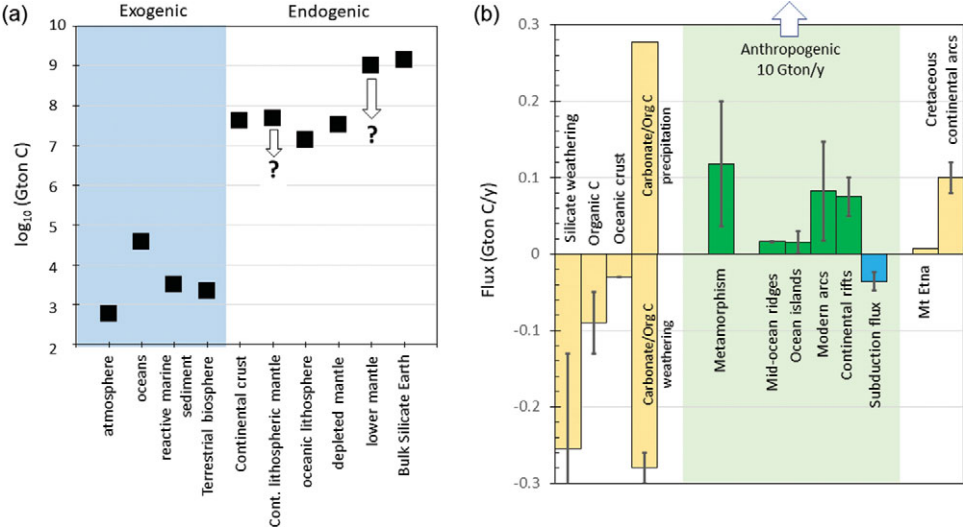 (a)
Exogenic
Endogenic
10
9
8
7
6
5
4
3
2
log₁₀ (Gton C)
?
?
atmosphere
oceans
reactive marine
sediment
Terrestrial biosphere
Continental crust
Cont. lithospheric mantle
oceanic lithosphere
depleted mantle
lower mantle
Bulk Silicate Earth
(b)
0.3
0.2
0.1
0
-0.1
-0.2
-0.3
Flux (Gton C/y)
Anthropogenic
10 Gton/y
Silicate weathering
Organic C
Oceanic crust
Carbonate/Org C
precipitation
Carbonate/Org C
weathering
Metamorphism
Mid-ocean ridges
Ocean islands
Modern arcs
Continental rifts
Subduction flux
Mt Etna
Cretaceous
continental arcs